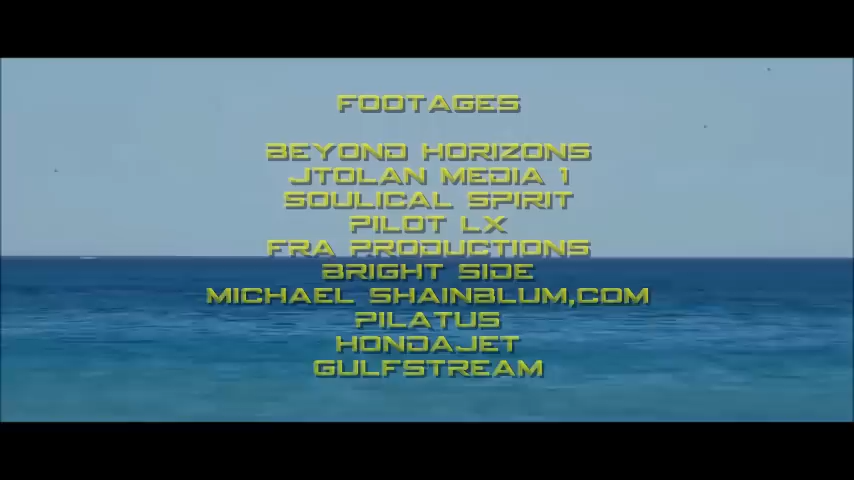 FOOTAGES
BEYOND HORIZONS
JTOLAN MEDIA 1
SOULICAL SPIRIT
PILOT LX
FRA PRODUCTIONS
BRIGHT SIDE
MICHAEL SHAINBLUM,COM
PILATUS
HONDAJET
GULFSTREAM